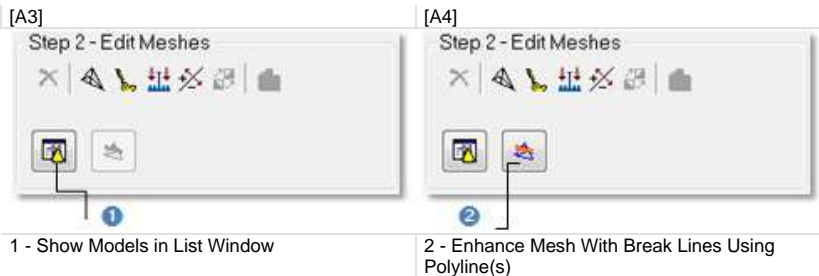 [A3]
[A4]
Step 2 - Edit Meshes
Step 2 - Edit Meshes
1
2
1 - Show Models in List Window
2 - Enhance Mesh With Break Lines Using
Polyline(s)